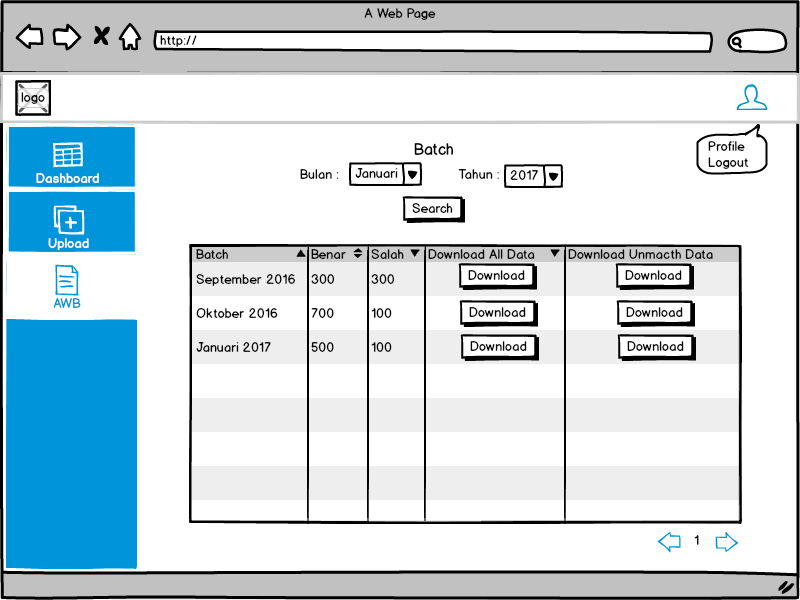 A Web Page
http://
logo
Profile
Logout
Dashboard
Upload
AWB
Batch
Bulan : Januari Tahun : 2017
Search
Batch Benar Salah Download All Data Download Unmacth Data
September 2016 300 300 Download Download
Oktober 2016 700 100 Download Download
Januari 2017 500 100 Download Download
1